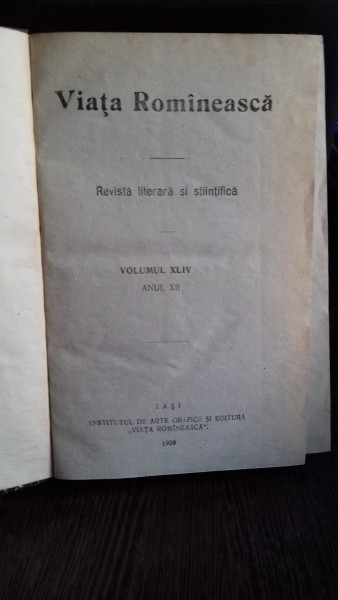 Viaţa Romînească
Revistă literară şi ştiinţifică
VOLUMUL XLIV
ANUL XII
IAŞI
INSTITUTUL DE ARTE GRAFICE ŞI EDITURĂ
„VIAŢA ROMÎNEASCĂ".
1920